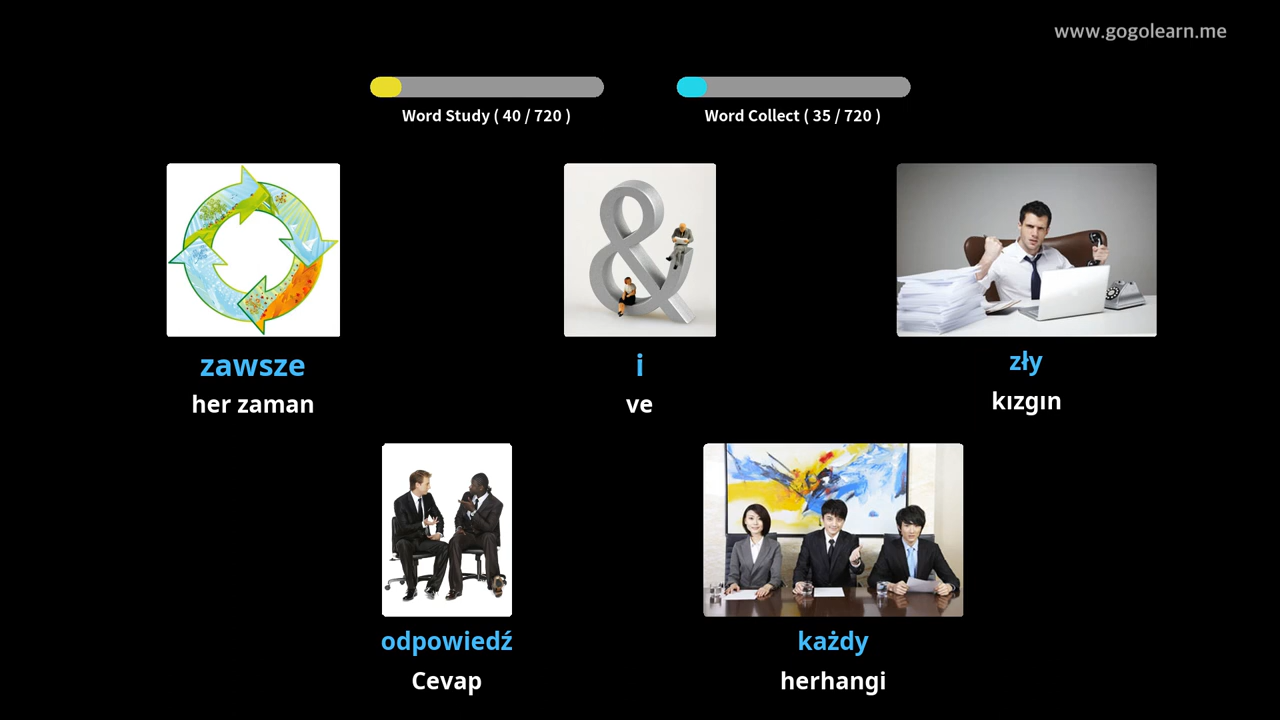 www.gogolearn.me
Word Study ( 40 / 720 )
Word Collect ( 35 / 720 )
zawsze
her zaman
i
ve
zły
kızgın
odpowiedź
Cevap
każdy
herhangi